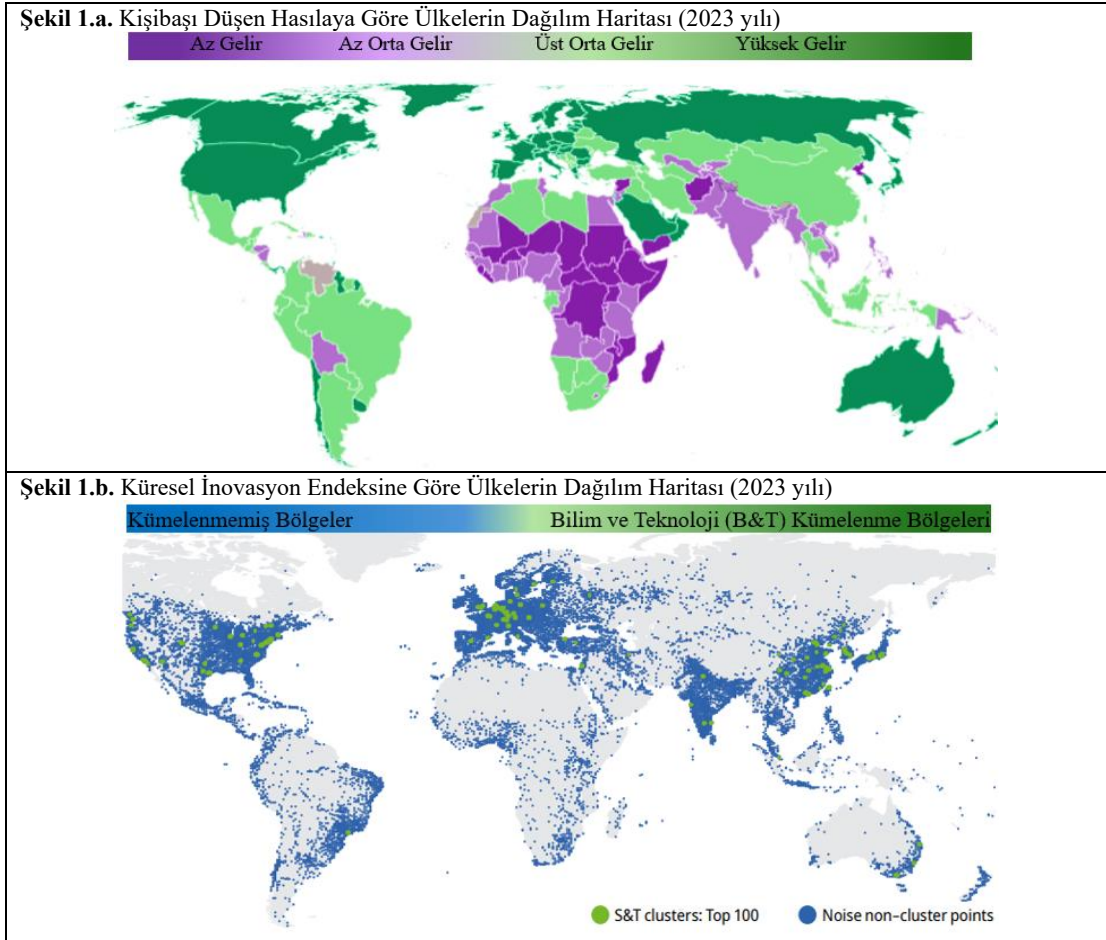 Şekil 1.a. Kişibaşı Düşen Hasılaya Göre Ülkelerin Dağılım Haritası (2023 yılı)
Az Gelir Az Orta Gelir Üst Orta Gelir Yüksek Gelir
Şekil 1.b. Küresel İnovasyon Endeksine Göre Ülkelerin Dağılım Haritası (2023 yılı)
Kümelenmemiş Bölgeler Bilim ve Teknoloji (B&T) Kümelenme Bölgeleri
S&T clusters: Top 100 Noise non-cluster points